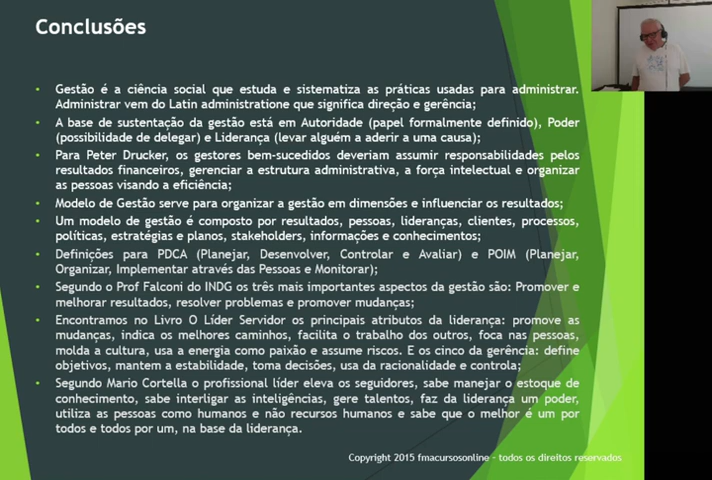 Conclusões
• Gestão é a ciência social que estuda e sistematiza as práticas usadas para administrar.
Administrar vem do Latin administratione que significa direção e gerência;
• A base de sustentação da gestão está em Autoridade (papel formalmente definido), Poder
(possibilidade de delegar) e Liderança (levar alguém a aderir a uma causa);
• Para Peter Drucker, os gestores bem-sucedidos deveriam assumir responsabilidades pelos
resultados financeiros, gerenciar a estrutura administrativa, a força intelectual e organizar
as pessoas visando a eficiência;
• Modelo de Gestão serve para organizar a gestão em dimensões e influenciar os resultados;
• Um modelo de gestão é composto por resultados, pessoas, lideranças, clientes, processos,
políticas, estratégias e planos, stakeholders, informações e conhecimentos;
• Definições para PDCA (Planejar, Desenvolver, Controlar e Avaliar) e POIM (Planejar,
Organizar, Implementar através das Pessoas e Monitorar);
• Segundo o Prof Falconi do INDG os três mais importantes aspectos da gestão são: Promover e
melhorar resultados, resolver problemas e promover mudanças;
• Encontramos no Livro O Líder Servidor os principais atributos da liderança: promove as
mudanças, indica os melhores caminhos, facilita o trabalho dos outros, foca nas pessoas,
molda a cultura, usa a energia como paixão e assume riscos. E os cinco da gerência: define
objetivos, mantem a estabilidade, toma decisões, usa da racionalidade e controla;
• Segundo Mario Cortella o profissional líder eleva os seguidores, sabe manejar o estoque de
conhecimento, sabe interligar as inteligências, gere talentos, faz da liderança um poder,
utiliza as pessoas como humanos e não recursos humanos e sabe que o melhor é um por
todos e todos por um, na base da liderança.
Copyright 2015 fmacursosonline - todos os direitos reservados